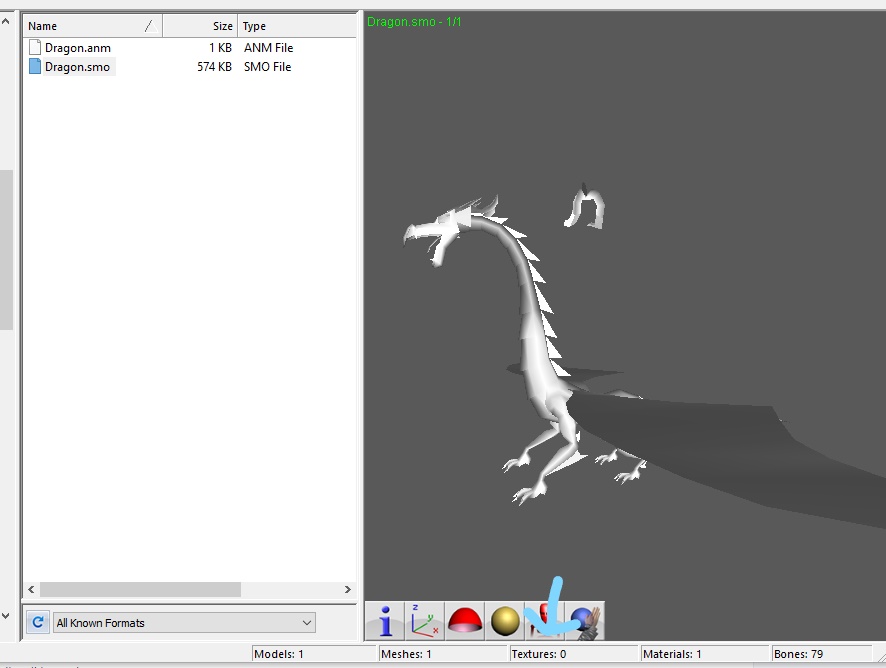 Name Size Type
Dragon.anm 1 KB ANM File
Dragon.smo 574 KB SMO File
Dragon.smo - 1/1
z y x
All Known Formats
Models: 1 Meshes: 1 Textures: 0 Materials: 1 Bones: 79